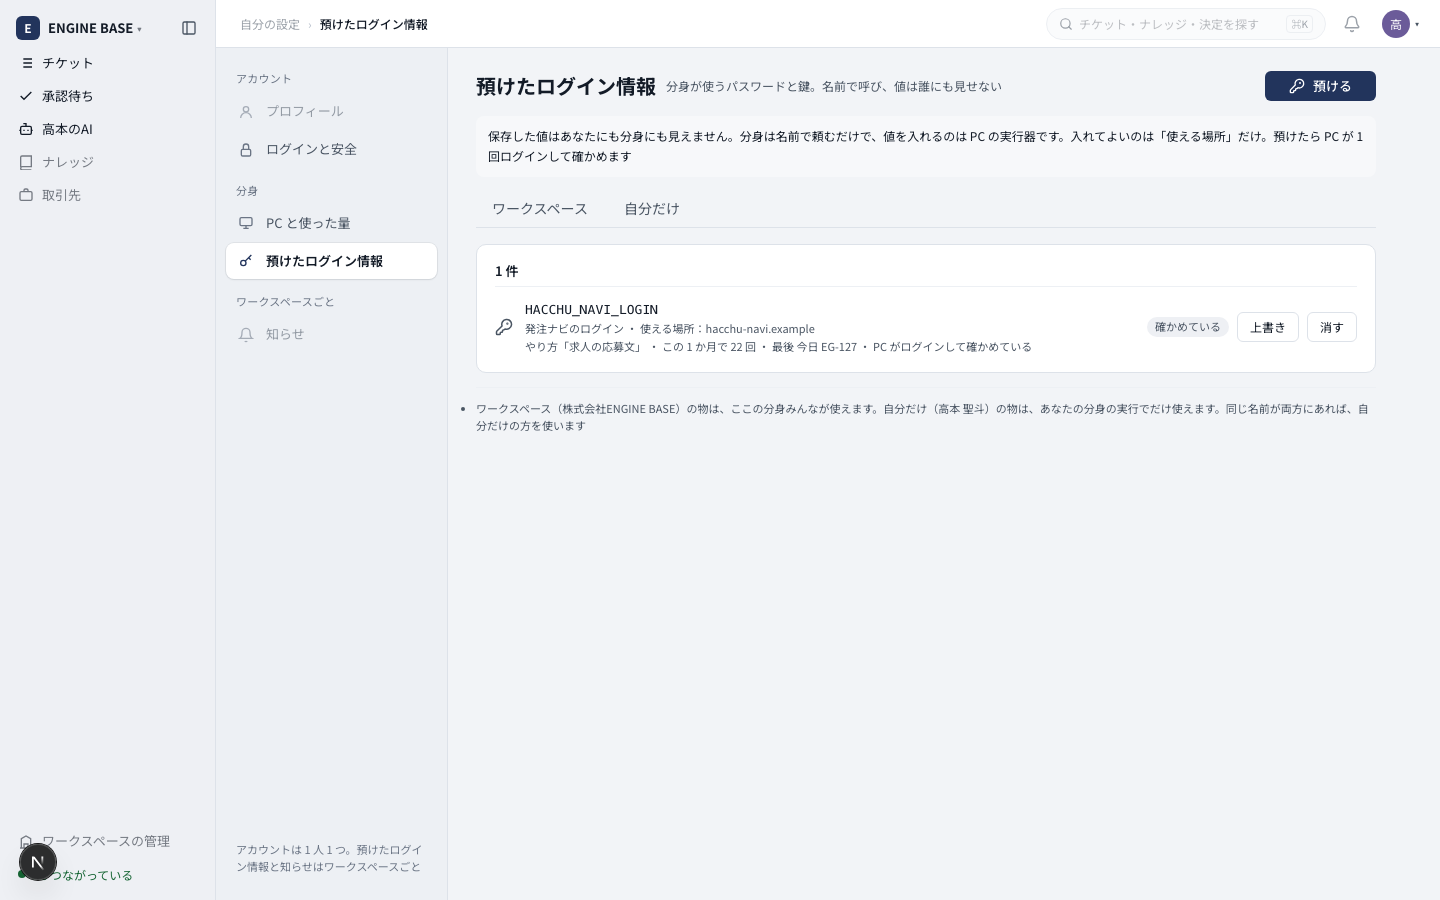 E ENGINE BASE
チケット
承認待ち
高本のAI
ナレッジ
取引先
ワークスペースの管理
N
つながっている
自分の設定 › 預けたログイン情報
チケット・ナレッジ・決定を探す ⌘K
高
アカウント
プロフィール
ログインと安全
分身
PC と使った量
預けたログイン情報
ワークスペースごと
知らせ
アカウントは 1 人 1 つ。預けたログイ
ン情報と知らせはワークスペースごと
預けたログイン情報 分身が使うパスワードと鍵。名前で呼び、値は誰にも見せない
預ける
保存した値はあなたにも分身にも見えません。分身は名前で頼むだけで、値を入れるのは PC の実行器です。入れてよいのは「使える場所」だけ。預けたら PC が 1
回ログインして確かめます
ワークスペース 自分だけ
1 件
HACCHU_NAVI_LOGIN
発注ナビのログイン ・ 使える場所：hacchu-navi.example
やり方「求人の応募文」 ・ この 1 か月で 22 回 ・ 最後 今日 EG-127 ・ PC がログインして確かめている
確かめている 上書き 消す
• ワークスペース（株式会社ENGINE BASE）の物は、ここの分身みんなが使えます。自分だけ（高本 聖斗）の物は、あなたの分身の実行でだけ使えます。同じ名前が両方にあれば、自
分だけの方を使います